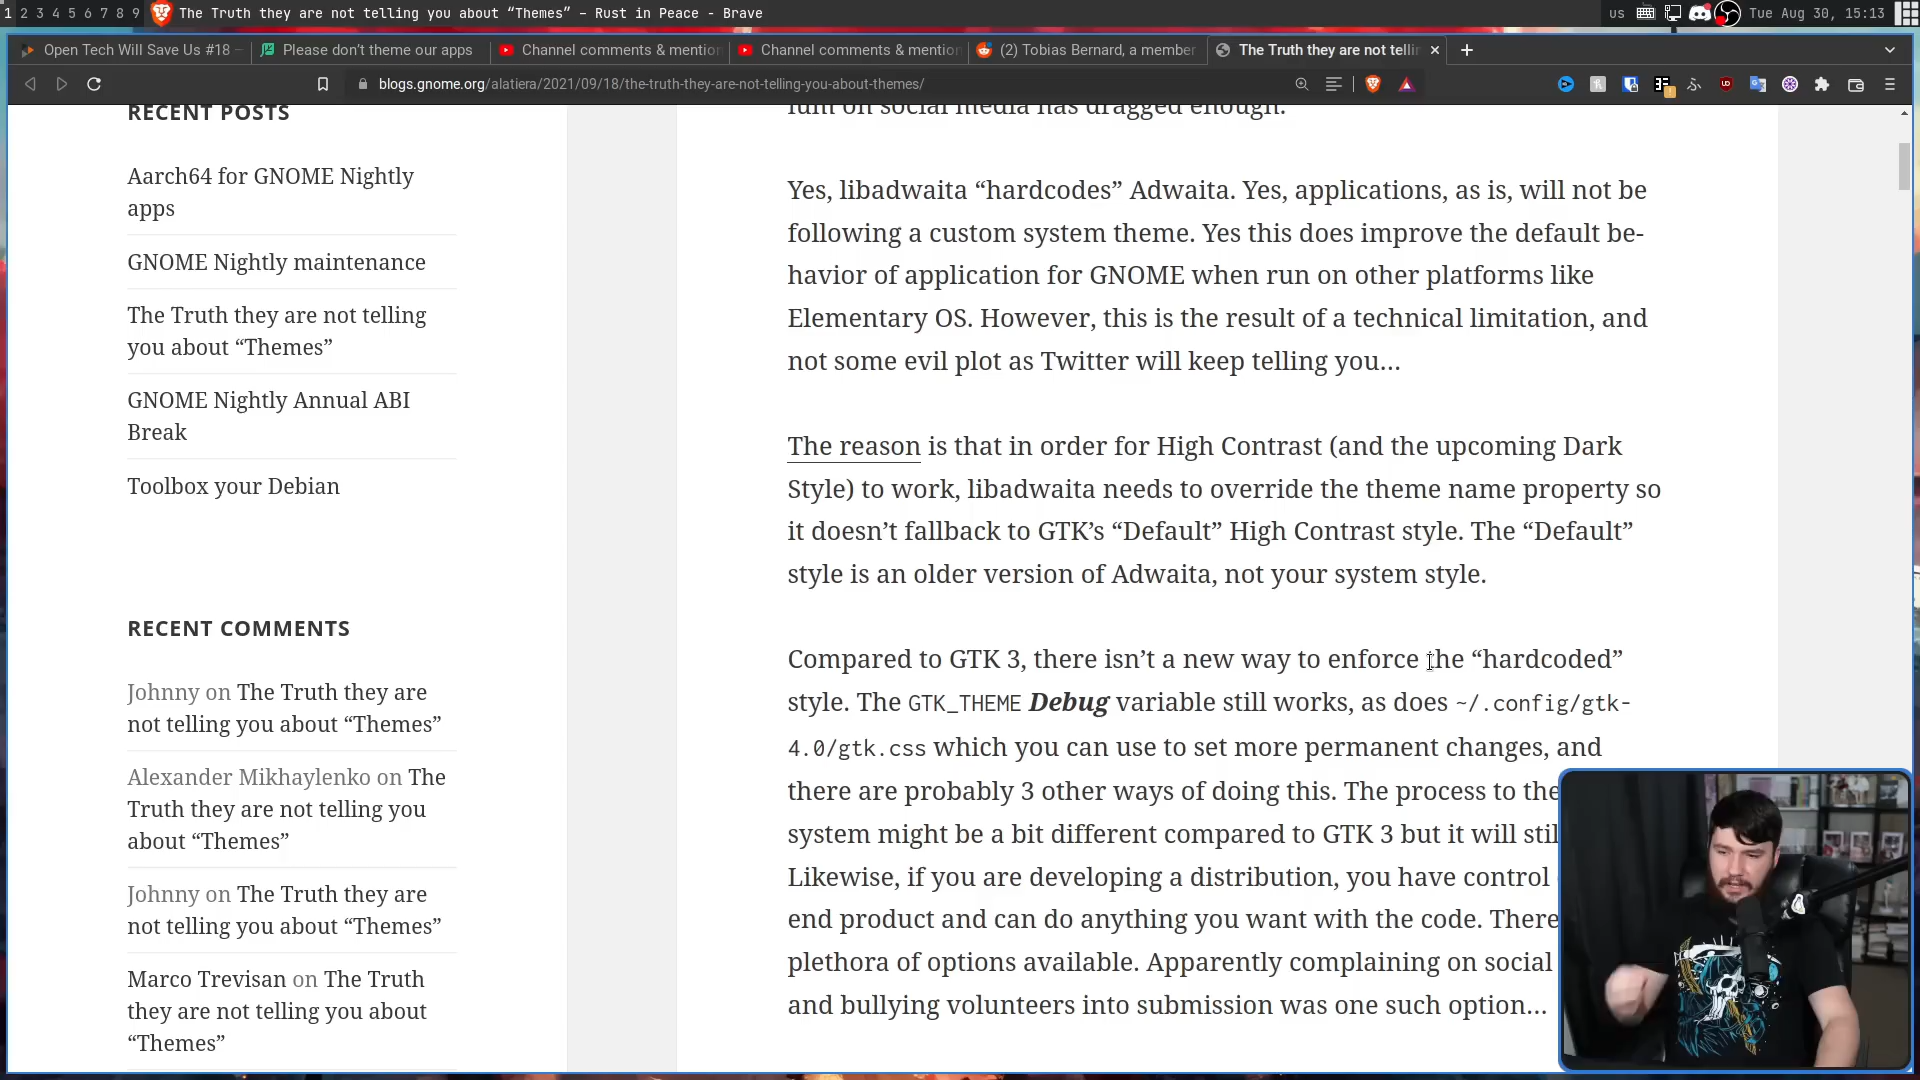 1 2 3 4 5 6 7 8 9 The Truth they are not telling you about “Themes” – Rust in Peace - Brave
us Tue Aug 30, 15:13
Open Tech Will Save Us #18 –
Please don’t theme our apps
Channel comments & mention
Channel comments & mention
(2) Tobias Bernard, a member
The Truth they are not tellin
blogs.gnome.org/alatiera/2021/09/18/the-truth-they-are-not-telling-you-about-themes/
RECENT POSTS
Aarch64 for GNOME Nightly
apps
GNOME Nightly maintenance
The Truth they are not telling
you about “Themes”
GNOME Nightly Annual ABI
Break
Toolbox your Debian
RECENT COMMENTS
Johnny on The Truth they are
not telling you about “Themes”
Alexander Mikhaylenko on The
Truth they are not telling you
about “Themes”
Johnny on The Truth they are
not telling you about “Themes”
Marco Trevisan on The Truth
they are not telling you about
“Themes”
fum on social media has dragged enough.
Yes, libadwaita “hardcodes” Adwaita. Yes, applications, as is, will not be
following a custom system theme. Yes this does improve the default be-
havior of application for GNOME when run on other platforms like
Elementary OS. However, this is the result of a technical limitation, and
not some evil plot as Twitter will keep telling you…
The reason is that in order for High Contrast (and the upcoming Dark
Style) to work, libadwaita needs to override the theme name property so
it doesn’t fallback to GTK’s “Default” High Contrast style. The “Default”
style is an older version of Adwaita, not your system style.
Compared to GTK 3, there isn’t a new way to enforce the “hardcoded”
style. The GTK_THEME Debug variable still works, as does ~/.config/gtk-
4.0/gtk.css which you can use to set more permanent changes, and
there are probably 3 other ways of doing this. The process to the
system might be a bit different compared to GTK 3 but it will stil
Likewise, if you are developing a distribution, you have control
end product and can do anything you want with the code. There
plethora of options available. Apparently complaining on social
and bullying volunteers into submission was one such option…